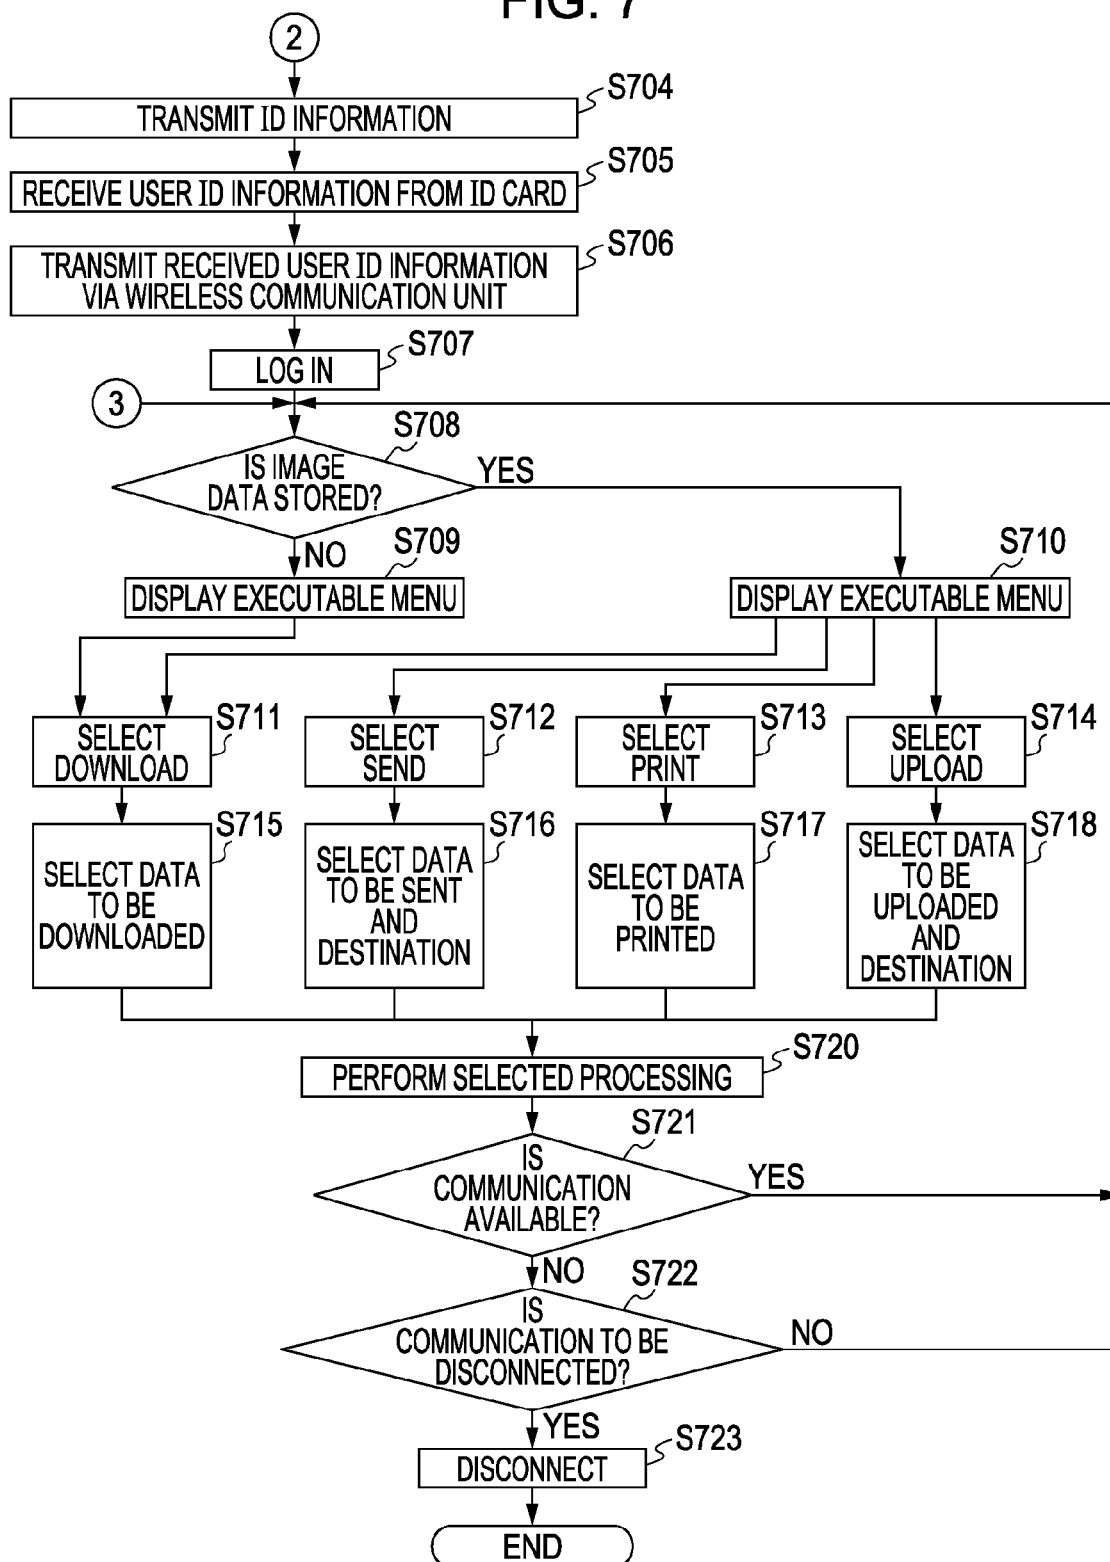 FIG. 7
2
S704
TRANSMIT ID INFORMATION
S705
RECEIVE USER ID INFORMATION FROM ID CARD
S706
TRANSMIT RECEIVED USER ID INFORMATION
VIA WIRELESS COMMUNICATION UNIT
S707
LOG IN
3
S708
IS IMAGE
DATA STORED?
YES
NO
S709
DISPLAY EXECUTABLE MENU
S710
DISPLAY EXECUTABLE MENU
S711
SELECT
DOWNLOAD
S712
SELECT
SEND
S713
SELECT
PRINT
S714
SELECT
UPLOAD
S715
SELECT DATA
TO BE
DOWNLOADED
S716
SELECT DATA
TO BE SENT
AND
DESTINATION
S717
SELECT DATA
TO BE
PRINTED
S718
SELECT DATA
TO BE
UPLOADED
AND
DESTINATION
S720
PERFORM SELECTED PROCESSING
S721
IS
COMMUNICATION
AVAILABLE?
YES
NO
S722
IS
COMMUNICATION TO BE
DISCONNECTED?
NO
YES
S723
DISCONNECT
END